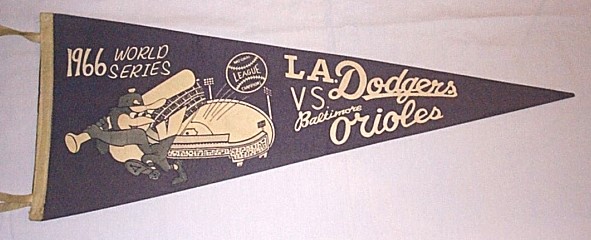 1966 WORLD
SERIES
NATIONAL
LEAGUE
CHAMPIONS
L.A. Dodgers
VS.
Baltimore
Orioles